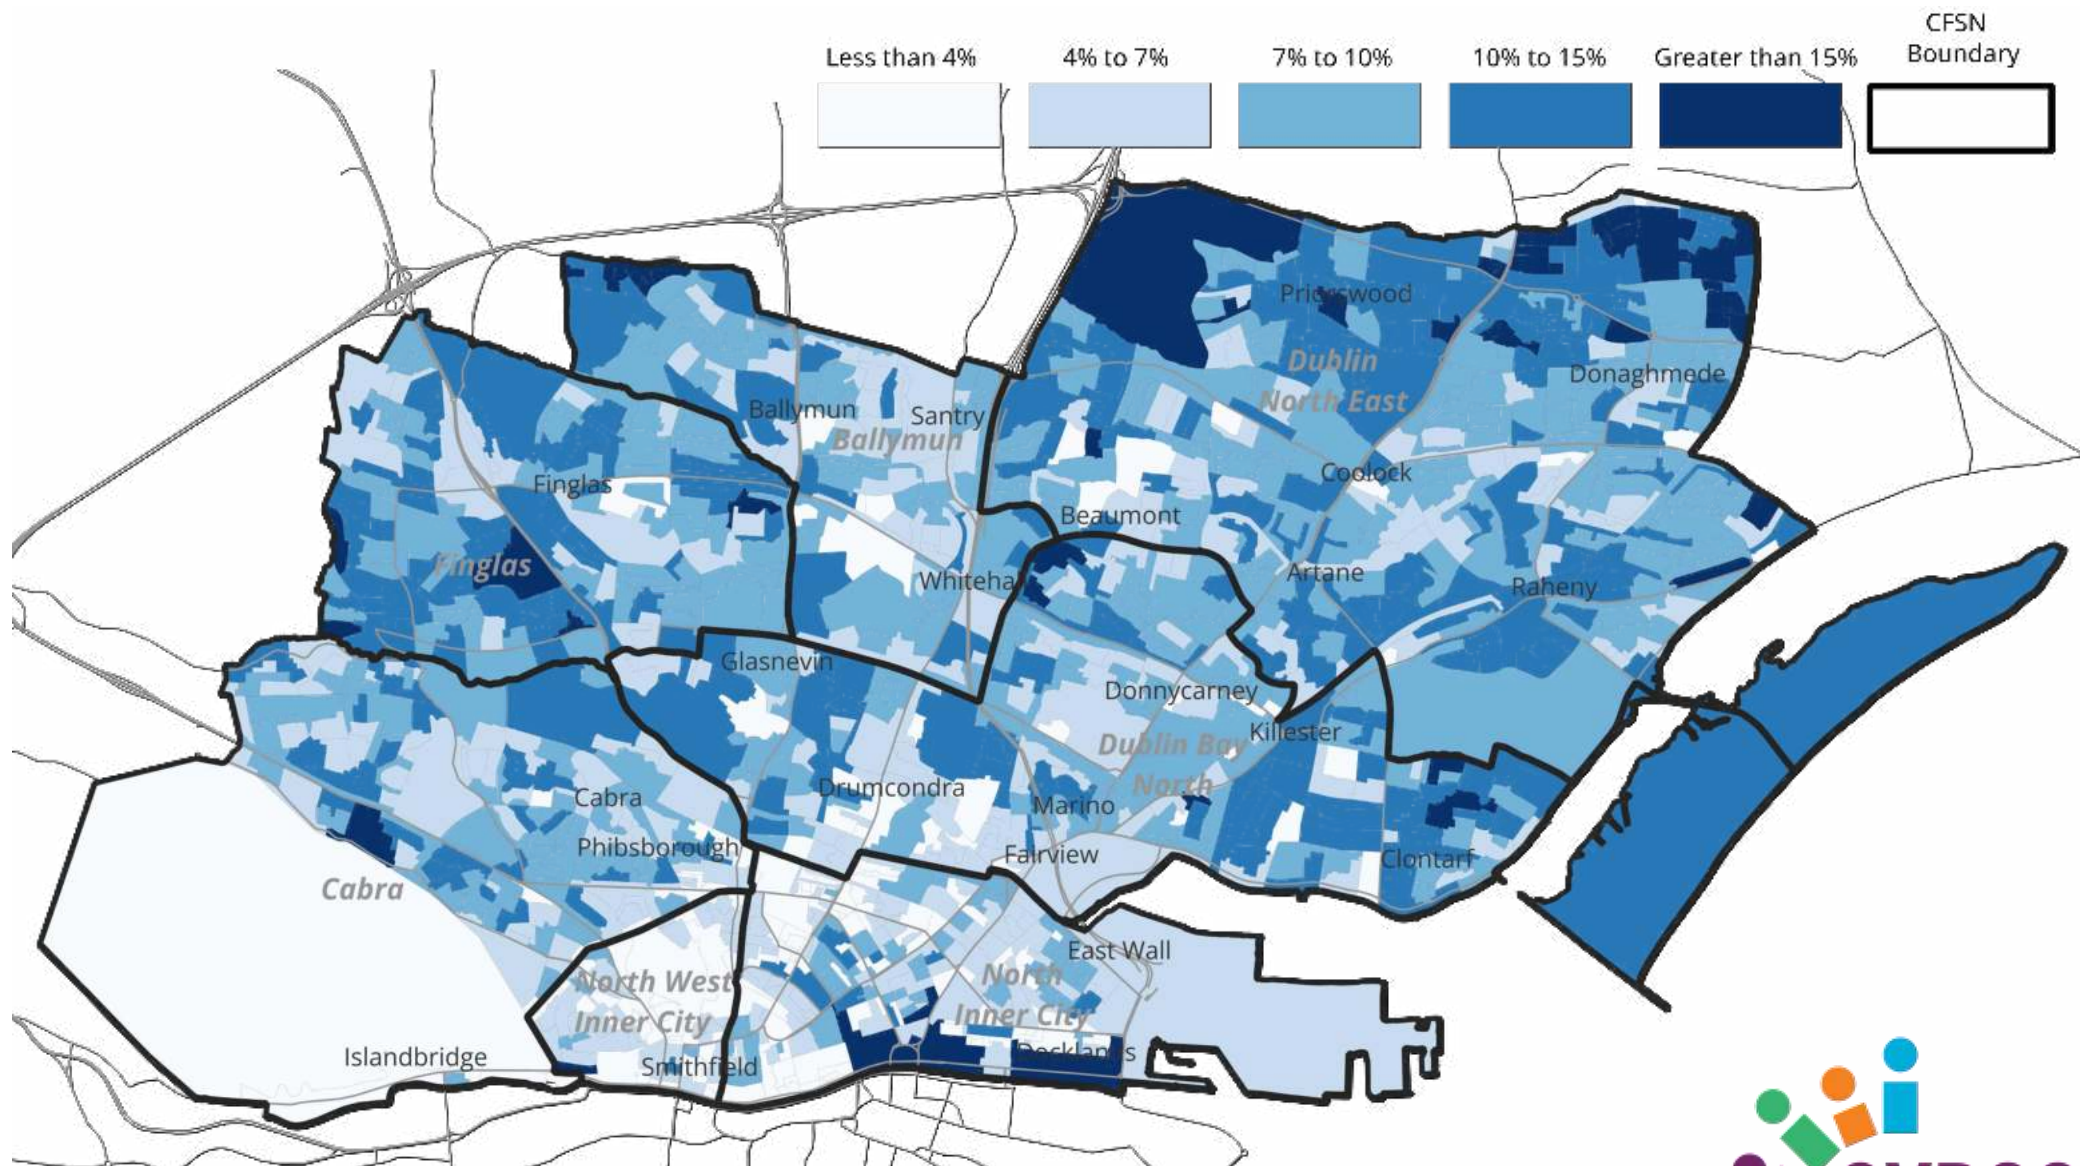 CFSN
Less than 4%
4% to 7%
7% to 10%
10% to 15%
Greater than 15%
Boundary
Priorswood
Dublin
North East
Donaghmede
Ballymun
Santry
Ballymun
Finglas
Coolock
Beaumont
Finglas
Whitehall
Artane
Raheny
Glasnevin
Donnycarney
Killester
Dublin Bay
North
Cabra
Drumcondra
Marino
Phibsborough
Fairview
Clontarf
Cabra
East Wall
North West
Inner City
North
Inner City
Islandbridge
Smithfield
Docklands